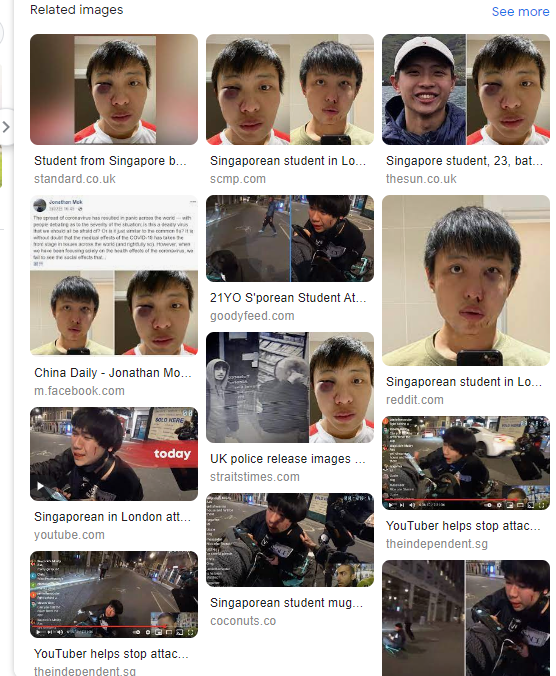 Related images
See more
Student from Singapore b...
standard.co.uk
Singaporean student in Lo...
scmp.com
Singapore student, 23, bat...
thesun.co.uk
Jonathan Mok
The spread of coronavirus has resulted in panic across the world — with
people debating as to the severity of the situation; is this a deadly virus
that we should all be afraid of? Or is it just similar to the common flu? It is
without doubt that the medical effects of the COVID-19 has taken the
front stage in issues across the world (and rightfully so). However, when
we have been focusing solely on the health effects of the coronavirus, we
fail to see the social effects that...
China Daily - Jonathan Mo...
m.facebook.com
21YO S'porean Student At...
goodyfeed.com
Singaporean student in Lo...
reddit.com
UK police release images ...
straitstimes.com
SOLD HERE
today
Singaporean in London att...
youtube.com
YouTuber helps stop attac...
theindependent.sg
Singaporean student mug...
coconuts.co
YouTuber helps stop attac...
theindependent.sg